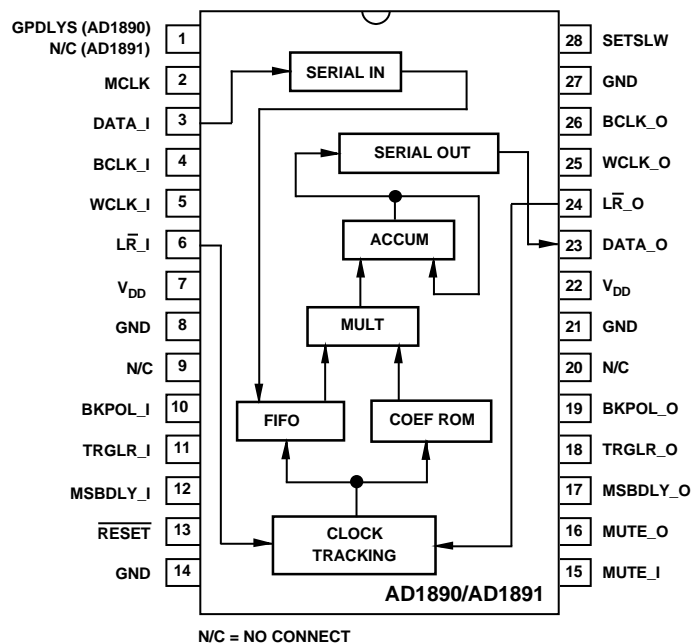 GPDLYS (AD1890)
N/C (AD1891)
1
MCLK
2
DATA_I
3
BCLK_I
4
WCLK_I
5
LR̅_I
6
VDD
7
GND
8
N/C
9
BKPOL_I
10
TRGLR_I
11
MSBDLY_I
12
R̅E̅S̅E̅T̅
13
GND
14
SERIAL IN
SERIAL OUT
ACCUM
MULT
FIFO
COEF ROM
CLOCK
TRACKING
AD1890/AD1891
28
SETSLW
27
GND
26
BCLK_O
25
WCLK_O
24
LR̅_O
23
DATA_O
22
VDD
21
GND
20
N/C
19
BKPOL_O
18
TRGLR_O
17
MSBDLY_O
16
MUTE_O
15
MUTE_I
N/C = NO CONNECT